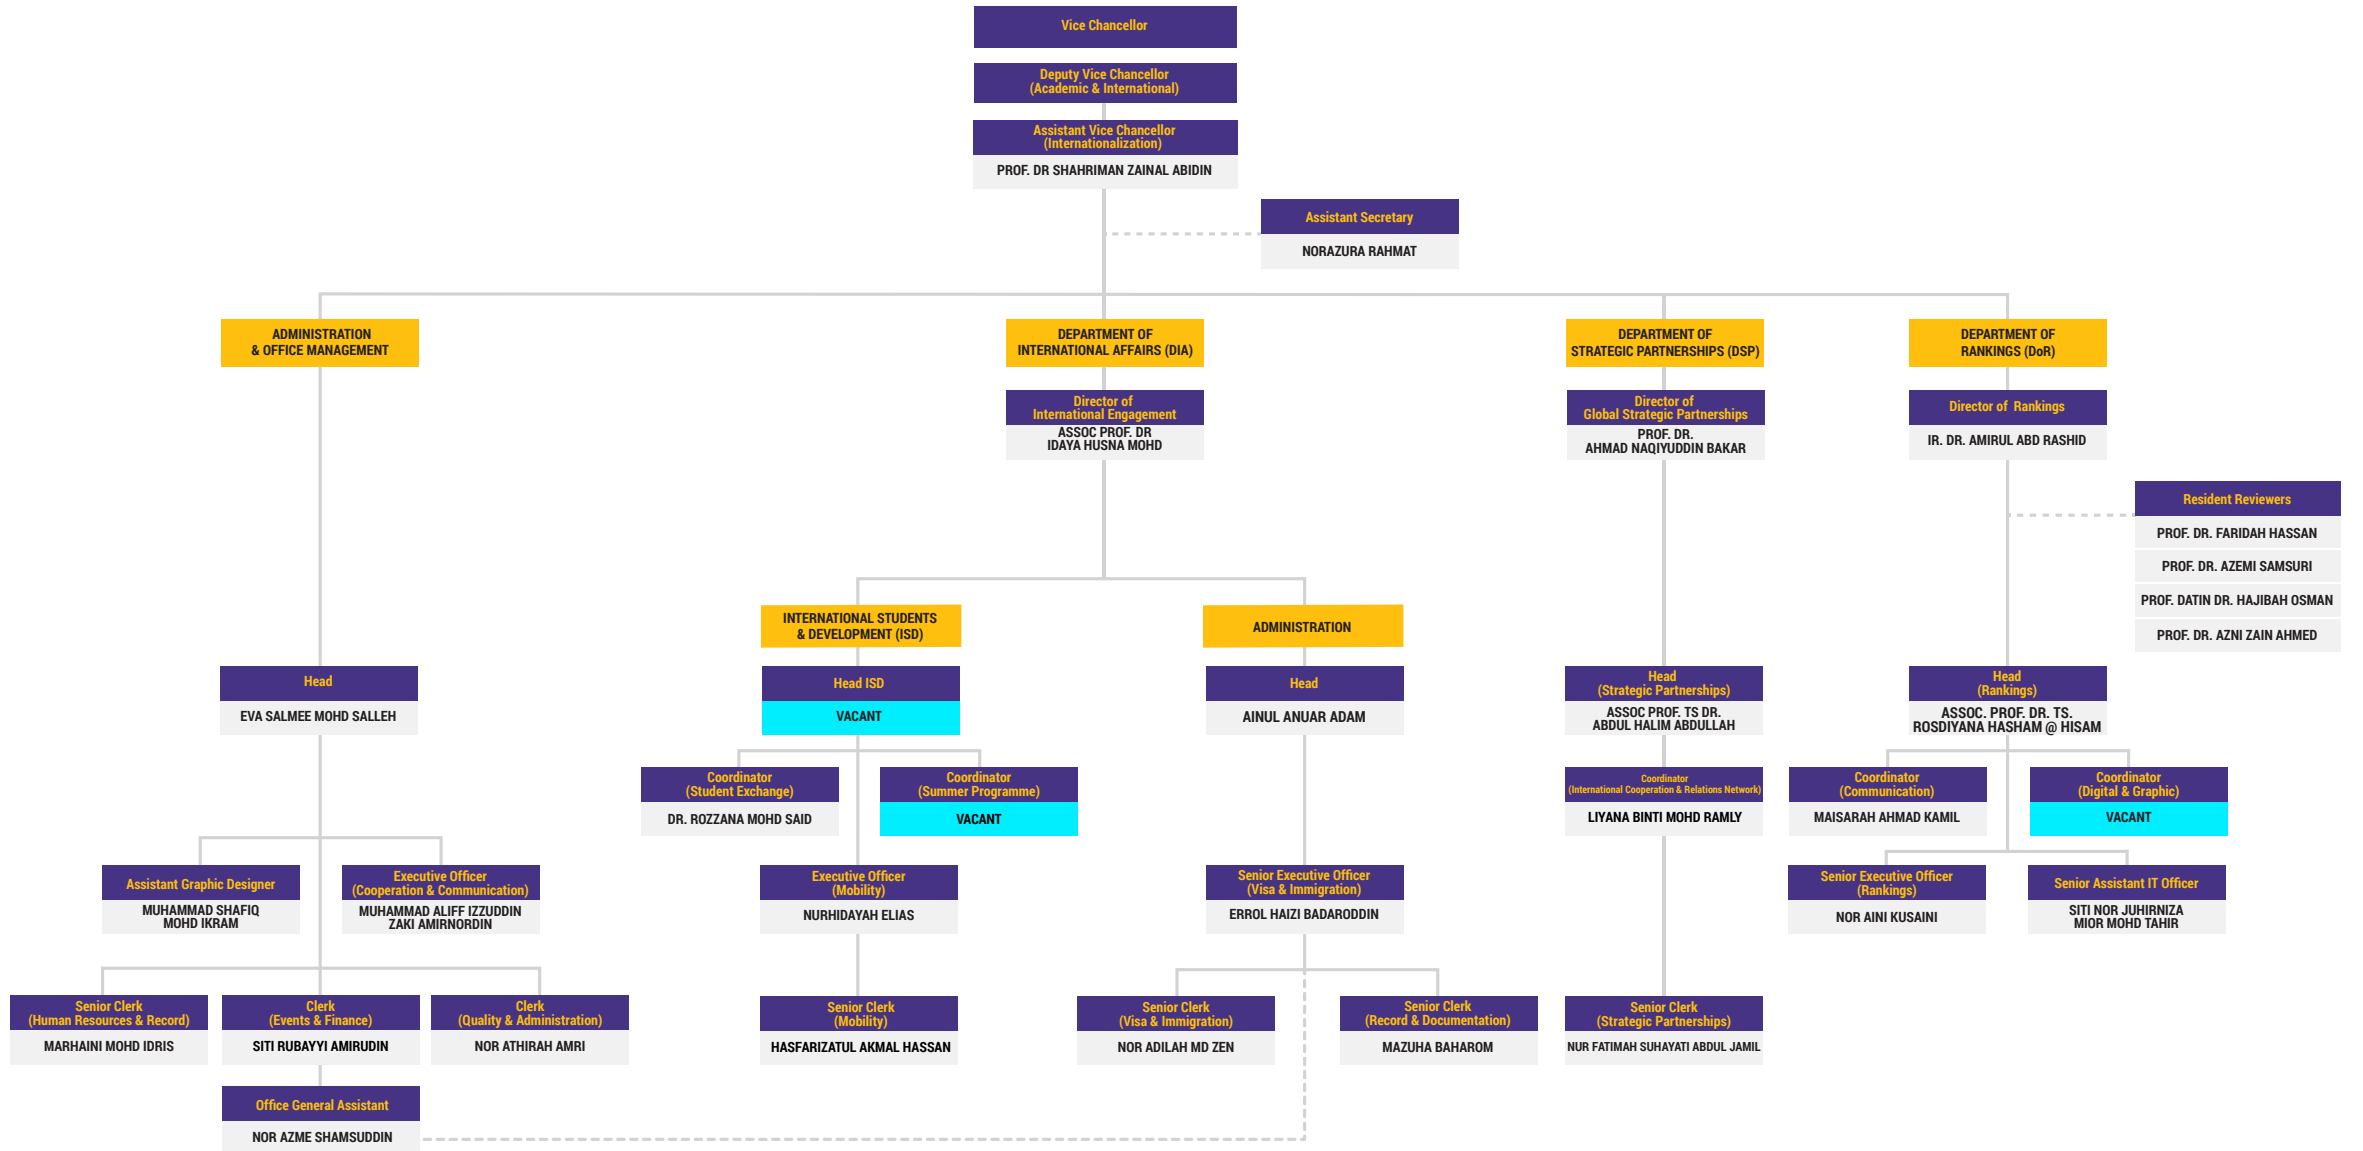 Vice Chancellor
Deputy Vice Chancellor
(Academic & International)
Assistant Vice Chancellor
(Internationalization)
PROF. DR SHAHRIMAN ZAINAL ABIDIN
Assistant Secretary
NORAZURA RAHMAT
ADMINISTRATION
& OFFICE MANAGEMENT
DEPARTMENT OF
INTERNATIONAL AFFAIRS (DIA)
DEPARTMENT OF
STRATEGIC PARTNERSHIPS (DSP)
DEPARTMENT OF
RANKINGS (DoR)
Director of
International Engagement
ASSOC PROF. DR
IDAYA HUSNA MOHD
Director of
Global Strategic Partnerships
PROF. DR.
AHMAD NAQIYUDDIN BAKAR
Director of Rankings
IR. DR. AMIRUL ABD RASHID
Resident Reviewers
PROF. DR. FARIDAH HASSAN
PROF. DR. AZEMI SAMSURI
PROF. DATIN DR. HAJIBAH OSMAN
PROF. DR. AZNI ZAIN AHMED
INTERNATIONAL STUDENTS
& DEVELOPMENT (ISD)
ADMINISTRATION
Head
EVA SALMEE MOHD SALLEH
Head ISD
VACANT
Head
AINUL ANUAR ADAM
Head
(Strategic Partnerships)
ASSOC PROF. TS DR.
ABDUL HALIM ABDULLAH
Head
(Rankings)
ASSOC. PROF. DR. TS.
ROSDIYANA HASHAM @ HISAM
Coordinator
(Student Exchange)
DR. ROZZANA MOHD SAID
Coordinator
(Summer Programme)
VACANT
Coordinator
(International Cooperation & Relations Network)
LIYANA BINTI MOHD RAMLY
Coordinator
(Communication)
MAISARAH AHMAD KAMIL
Coordinator
(Digital & Graphic)
VACANT
Assistant Graphic Designer
MUHAMMAD SHAFIQ
MOHD IKRAM
Executive Officer
(Cooperation & Communication)
MUHAMMAD ALIFF IZZUDDIN
ZAKI AMIRNORDIN
Executive Officer
(Mobility)
NURHIDAYAH ELIAS
Senior Executive Officer
(Visa & Immigration)
ERROL HAIZI BADARODDIN
Senior Executive Officer
(Rankings)
NOR AINI KUSAINI
Senior Assistant IT Officer
SITI NOR JUHIRNIZA
MIOR MOHD TAHIR
Senior Clerk
(Human Resources & Record)
MARHAINI MOHD IDRIS
Clerk
(Events & Finance)
SITI RUBAYYI AMIRUDIN
Clerk
(Quality & Administration)
NOR ATHIRAH AMRI
Senior Clerk
(Mobility)
HASFARIZATUL AKMAL HASSAN
Senior Clerk
(Visa & Immigration)
NOR ADILAH MD ZEN
Senior Clerk
(Record & Documentation)
MAZUHA BAHAROM
Senior Clerk
(Strategic Partnerships)
NUR FATIMAH SUHAYATI ABDUL JAMIL
Office General Assistant
NOR AZME SHAMSUDDIN